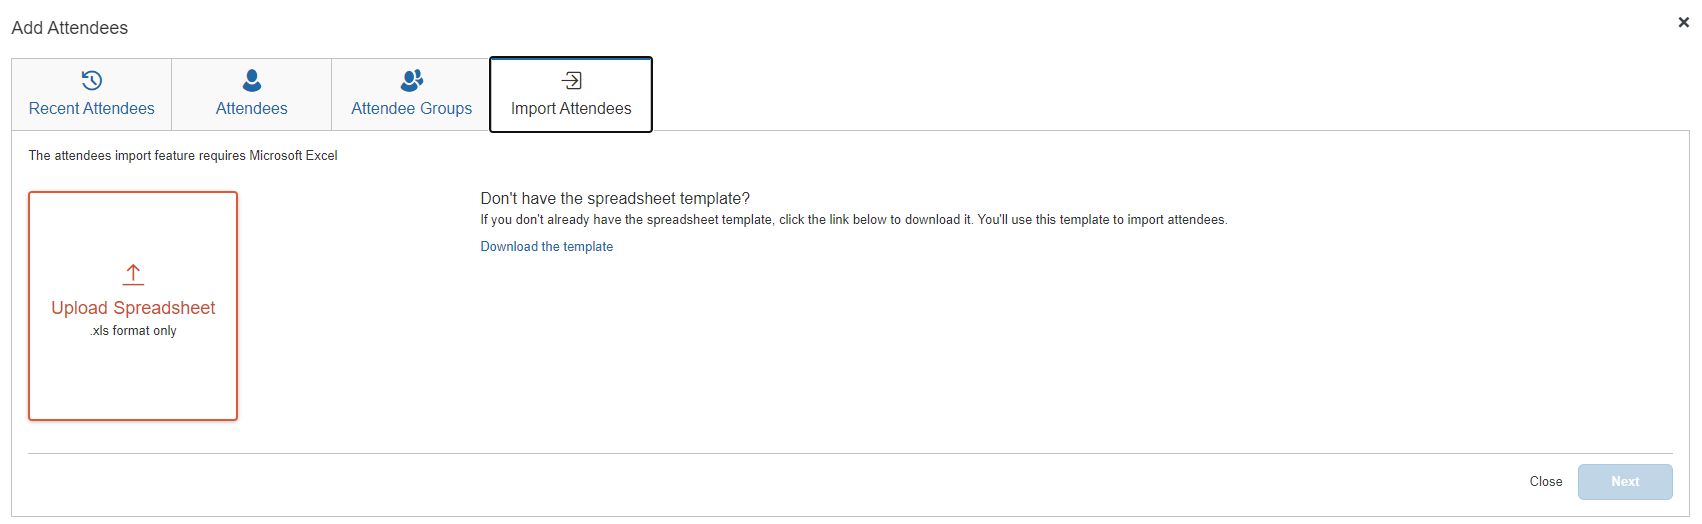 Add Attendees
Recent Attendees
Attendees
Attendee Groups
Import Attendees
The attendees import feature requires Microsoft Excel
Upload Spreadsheet
.xls format only
Don't have the spreadsheet template?
If you don't already have the spreadsheet template, click the link below to download it. You'll use this template to import attendees.
Download the template
Close
Next